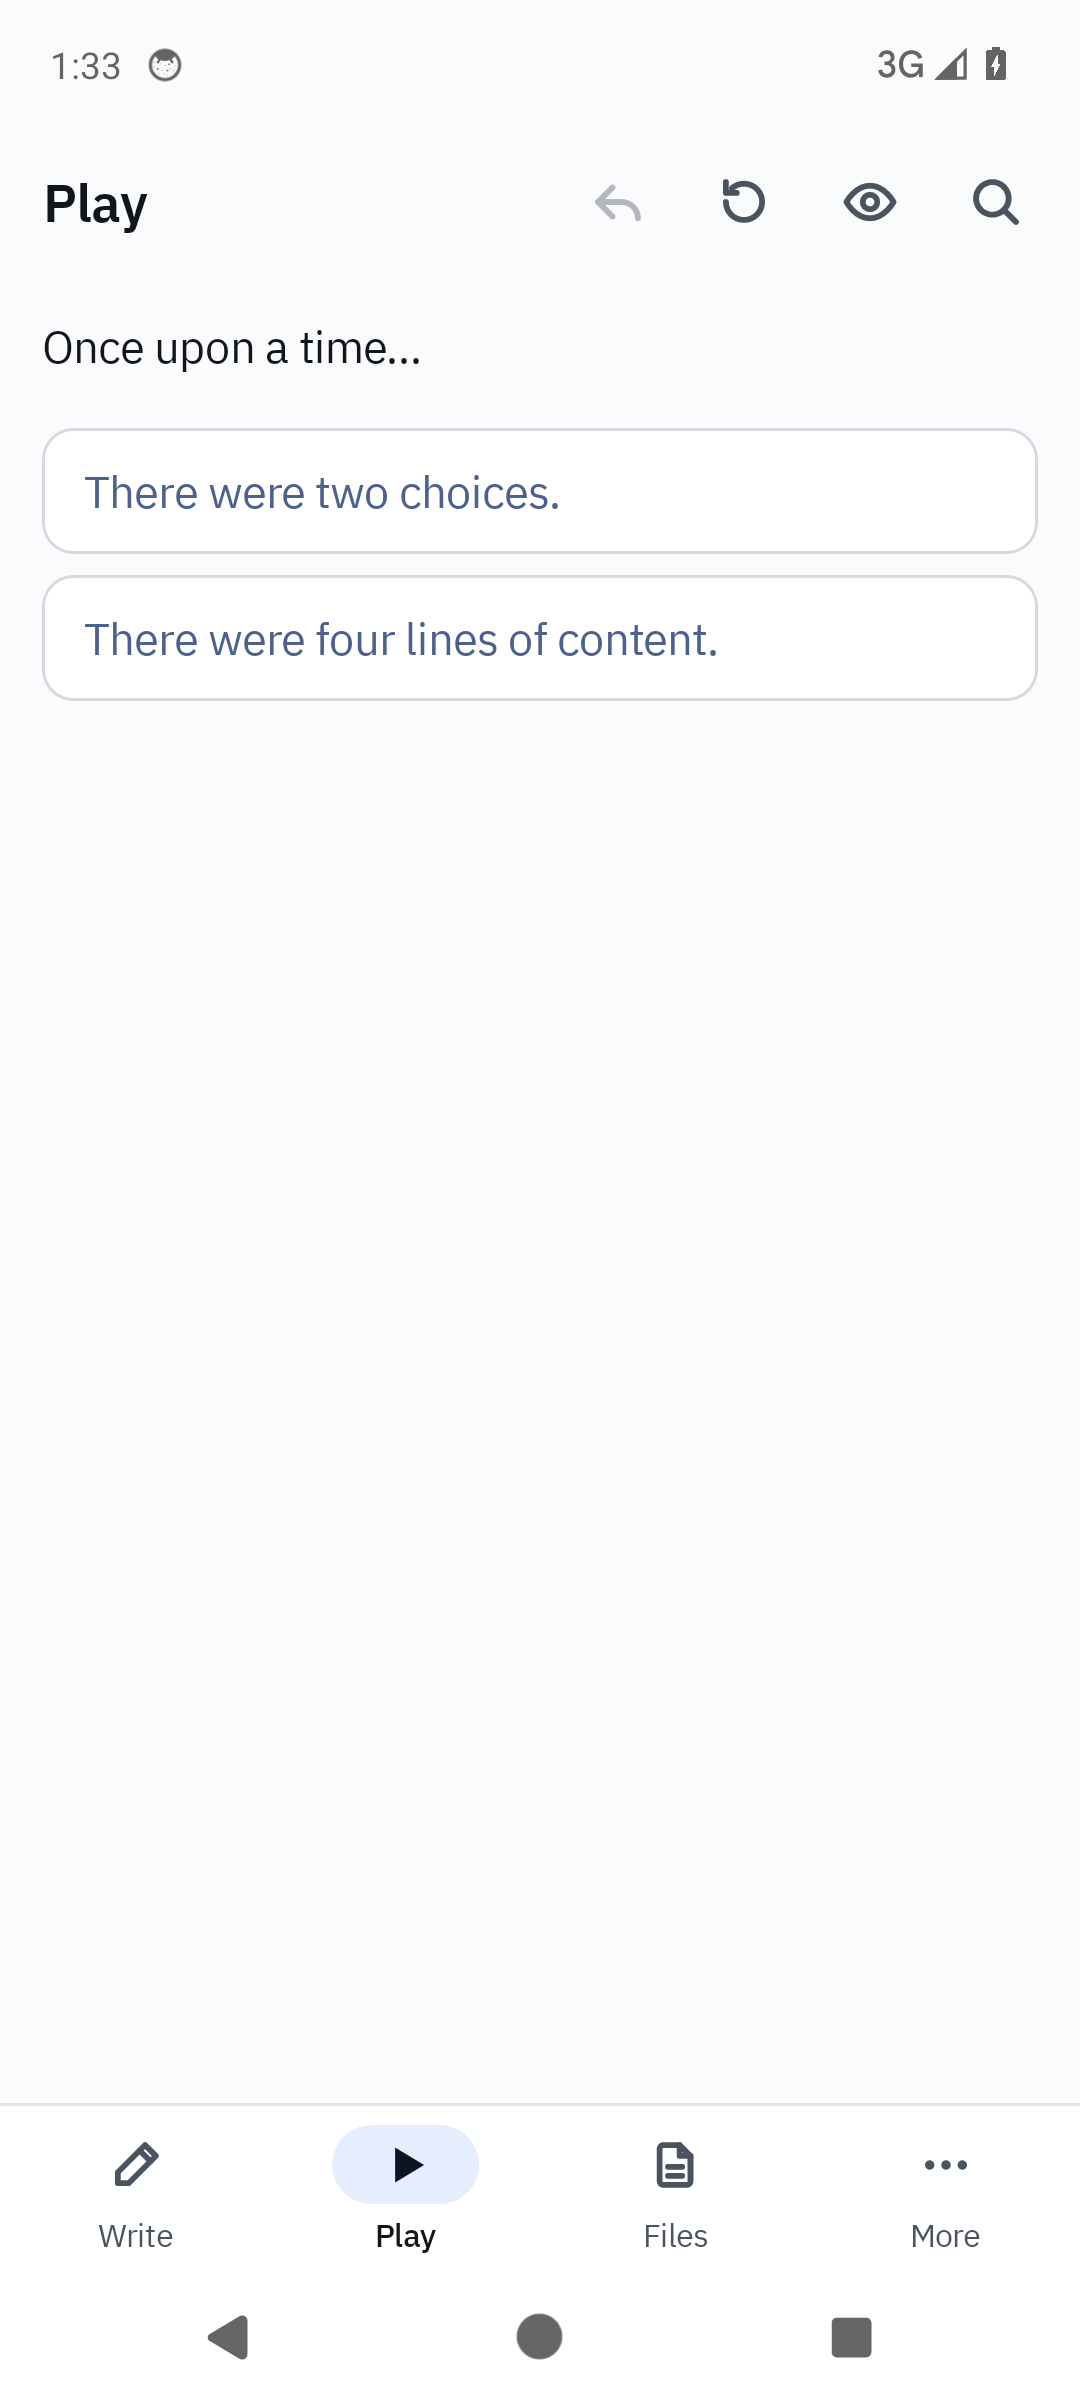 1:33
3G
Play
Once upon a time...
There were two choices.
There were four lines of content.
Write
Play
Files
More